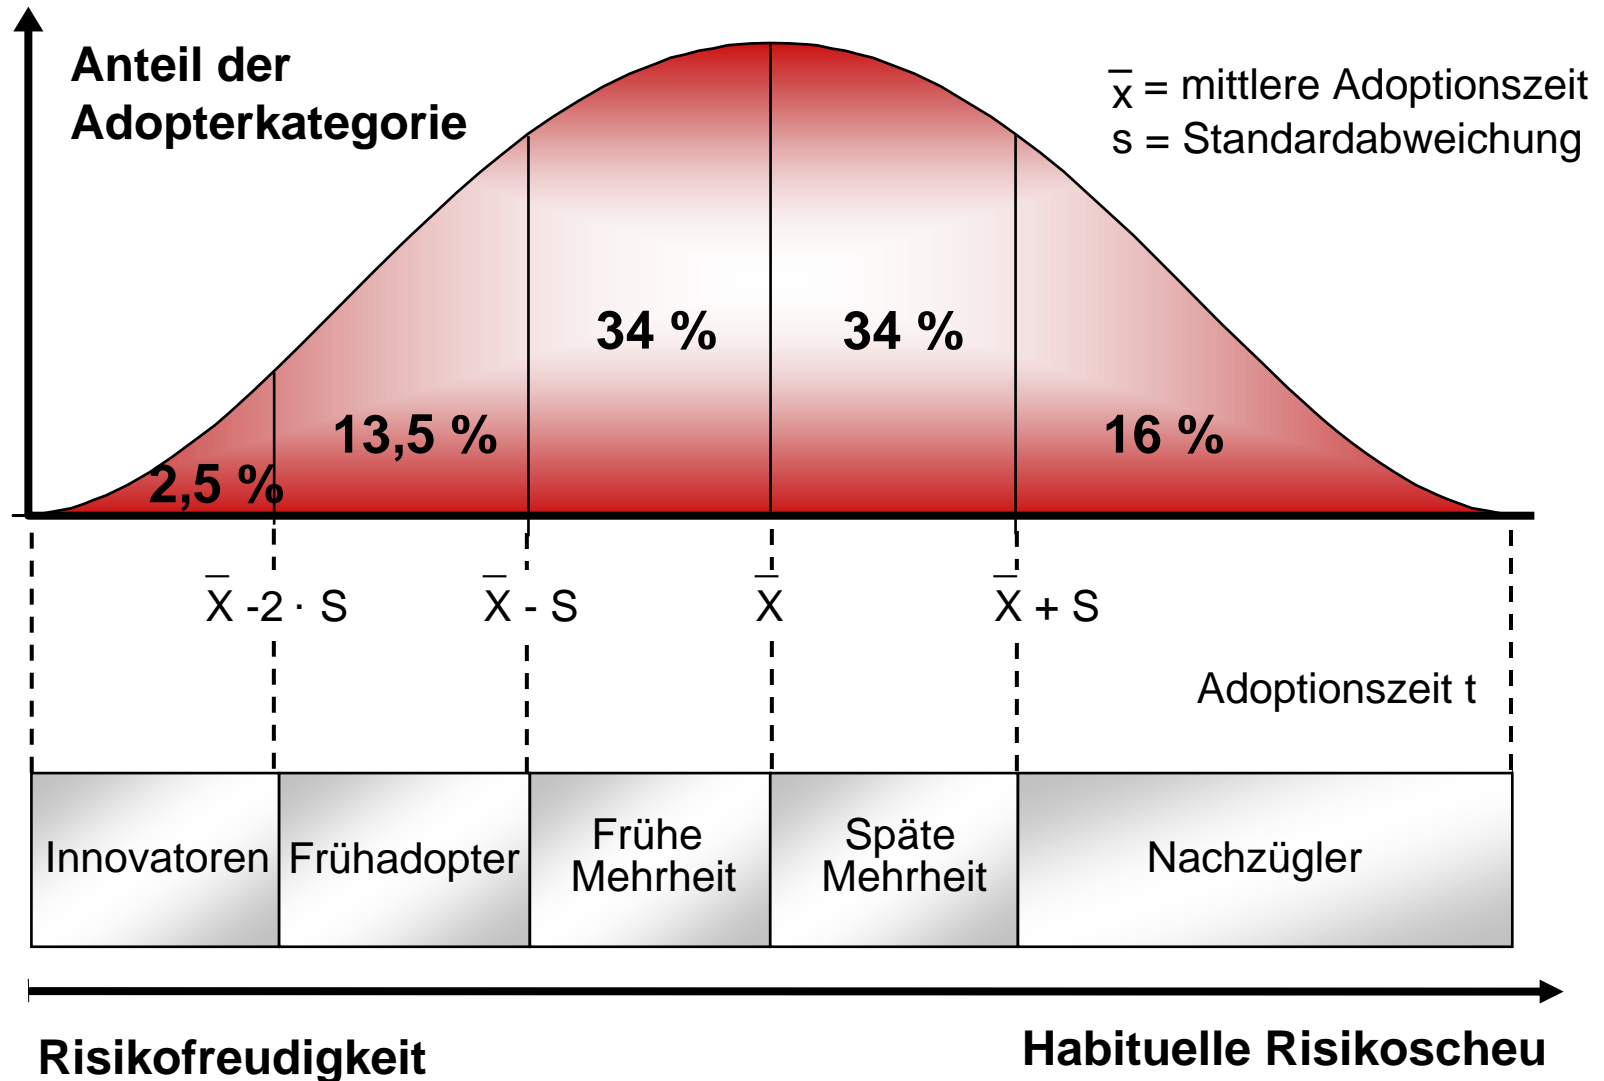 Anteil der
Adopterkategorie
x̄ = mittlere Adoptionszeit
s = Standardabweichung
34 %
34 %
13,5 %
16 %
2,5 %
X̄ -2 · S
X̄ - S
X̄
X̄ + S
Adoptionszeit t
Innovatoren
Frühadopter
Frühe
Mehrheit
Späte
Mehrheit
Nachzügler
Risikofreudigkeit
Habituelle Risikoscheu